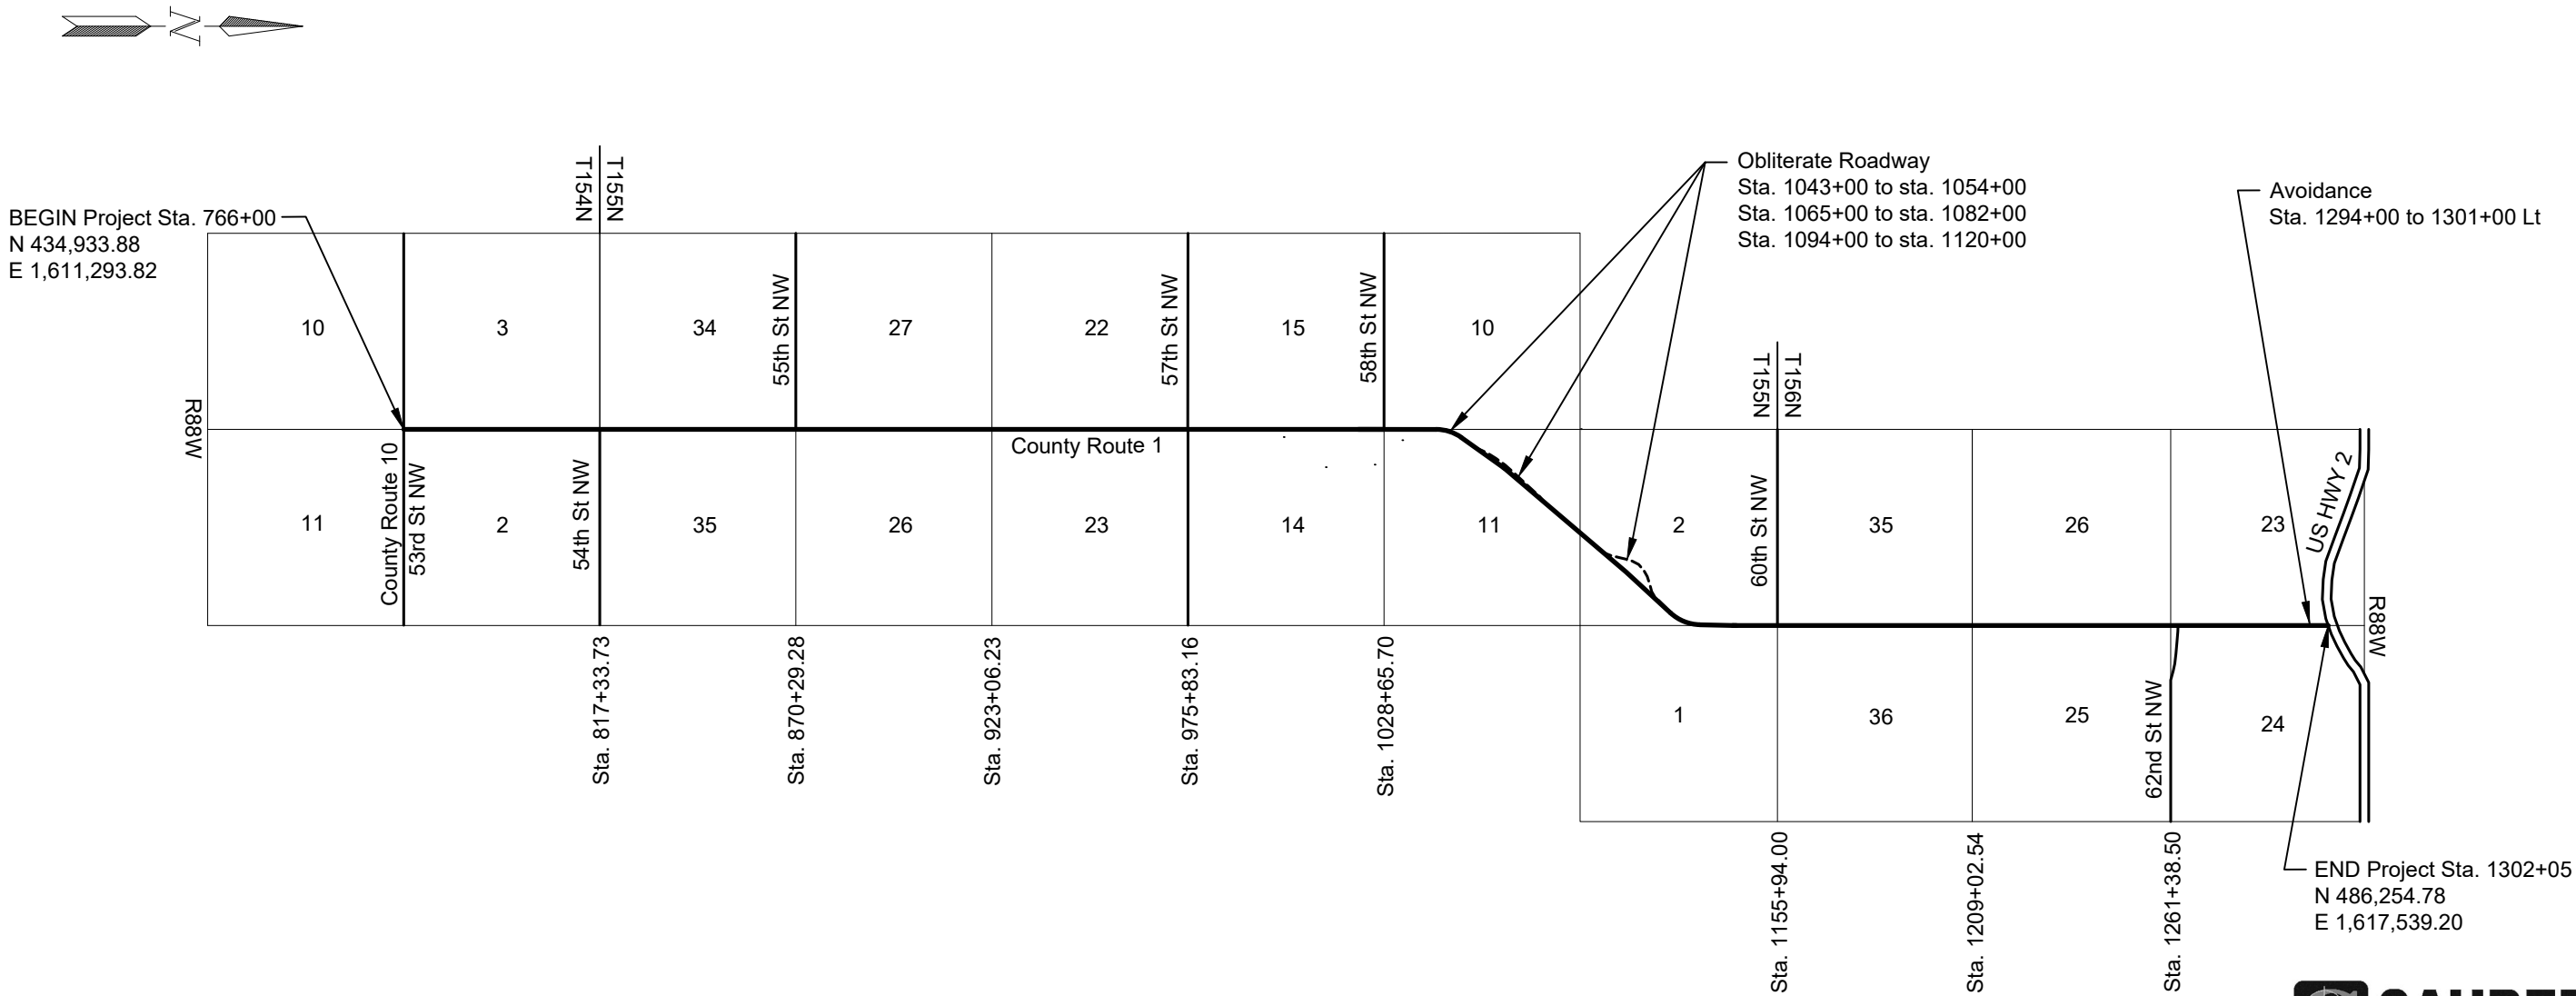 N
BEGIN Project Sta. 766+00
N 434,933.88
E 1,611,293.82
T154N
T155N
Obliterate Roadway
Sta. 1043+00 to sta. 1054+00
Sta. 1065+00 to sta. 1082+00
Sta. 1094+00 to sta. 1120+00
Avoidance
Sta. 1294+00 to 1301+00 Lt
10
3
34
55th St NW
27
22
57th St NW
15
58th St NW
10
T155N
T156N
R88W
County Route 1
11
County Route 10
53rd St NW
2
54th St NW
35
26
23
14
11
2
60th St NW
35
26
23
US HWY 2
R88W
Sta. 817+33.73
Sta. 870+29.28
Sta. 923+06.23
Sta. 975+83.16
Sta. 1028+65.70
1
36
25
62nd St NW
24
Sta. 1155+94.00
Sta. 1209+02.54
Sta. 1261+38.50
END Project Sta. 1302+05
N 486,254.78
E 1,617,539.20